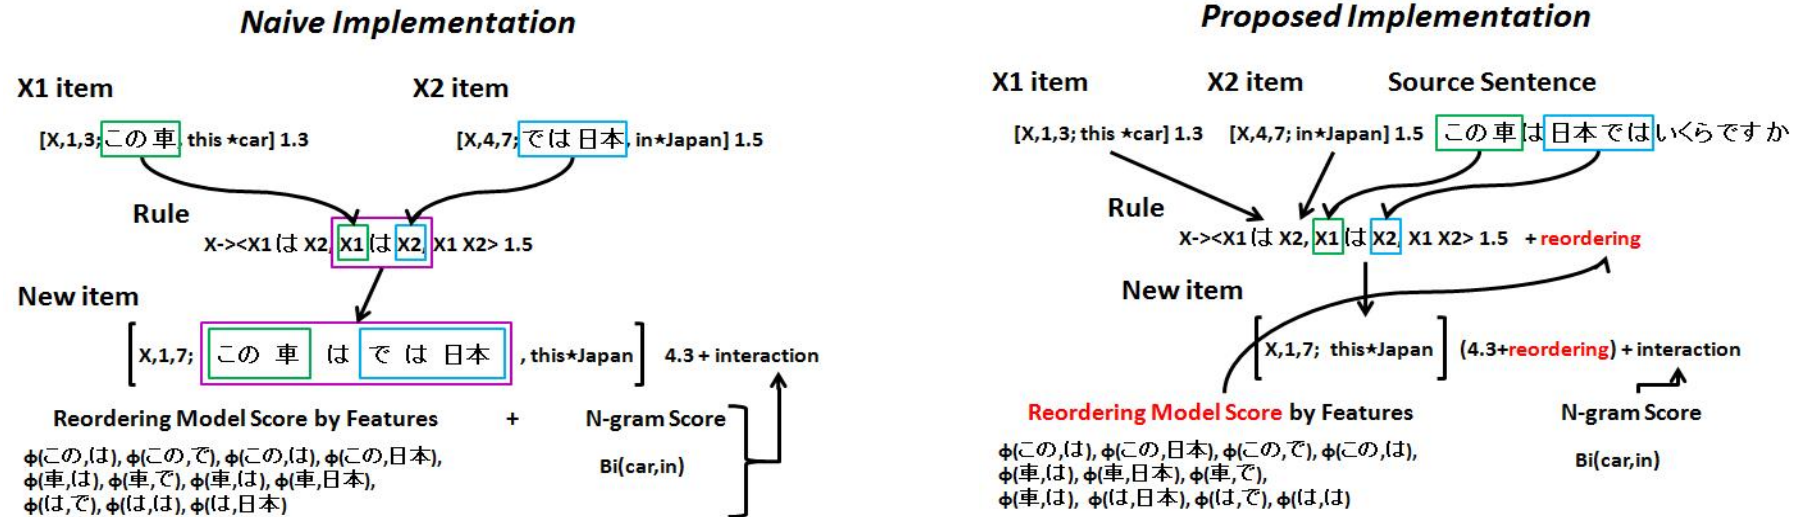 Naive Implementation
X1 item
X2 item
[X,1,3; この 車, this ★car] 1.3
[X,4,7; では 日本, in★Japan] 1.5
Rule
X-><X1 は X2, X1 は X2, X1 X2> 1.5
New item
[X,1,7; この 車 は で は 日本 , this★Japan] 4.3 + interaction
Reordering Model Score by Features + N-gram Score
ϕ(この,は), ϕ(この,で), ϕ(この,は), ϕ(この,日本),
ϕ(車,は), ϕ(車,で), ϕ(車,は), ϕ(車,日本),
ϕ(は,で), ϕ(は,は), ϕ(は,日本)
Bi(car,in)
Proposed Implementation
X1 item
X2 item
Source Sentence
[X,1,3; this ★car] 1.3
[X,4,7; in★Japan] 1.5
この 車は 日本 ではいくらですか
Rule
X-><X1 は X2, X1 は X2, X1 X2> 1.5 + reordering
New item
[X,1,7; this★Japan] (4.3+reordering) + interaction
Reordering Model Score by Features
N-gram Score
ϕ(この,は), ϕ(この,日本), ϕ(この,で), ϕ(この,は),
ϕ(車,は), ϕ(車,日本), ϕ(車,で),
ϕ(車,は), ϕ(は,日本), ϕ(は,で), ϕ(は,は)
Bi(car,in)